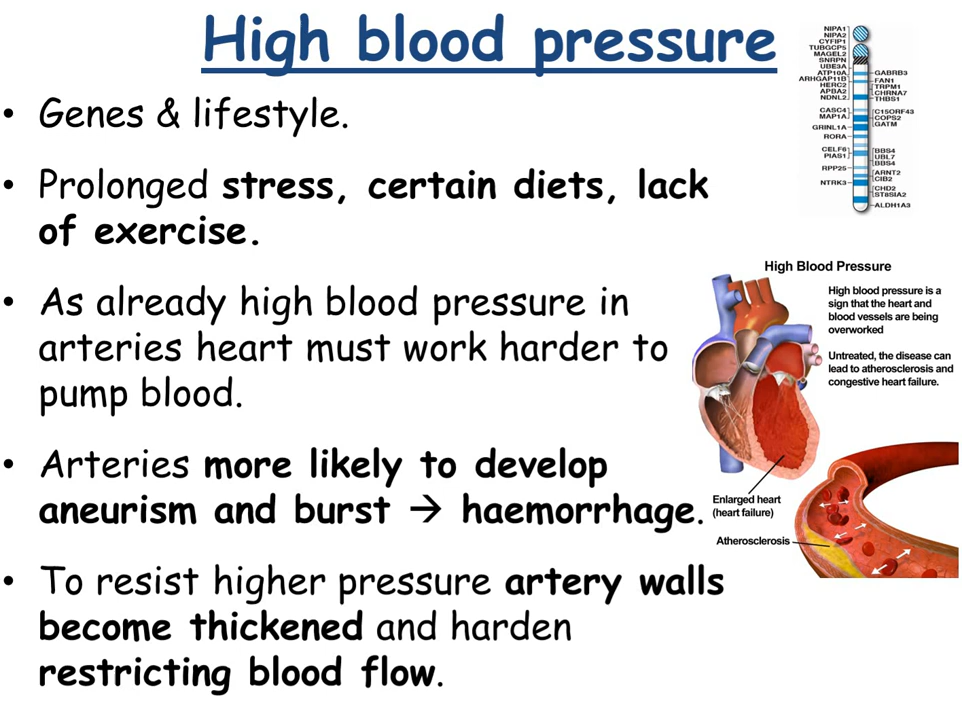 High blood pressure
• Genes & lifestyle.
• Prolonged stress, certain diets, lack
of exercise.
• As already high blood pressure in
arteries heart must work harder to
pump blood.
• Arteries more likely to develop
aneurism and burst → haemorrhage.
• To resist higher pressure artery walls
become thickened and harden
restricting blood flow.
NIPA1
NIPA2
CYFIP1
TUBGCP5
MAGEL2
SNRPN
UBE3A
ATP10A
ARHGAP11B
HERC2
APBA2
NDNL2
CASC4
MAP1A
GRINL1A
RORA
CELF6
PIAS1
RPP25
NTRK3
GABRB3
FAN1
TRPM1
CHRNA7
THBS1
C15ORF43
COPS2
GATM
BBS4
UBL7
BBS4
ARNT2
CIB2
CHD2
ST8SIA2
ALDH1A3
High Blood Pressure
High blood pressure is a
sign that the heart and
blood vessels are being
overworked
Untreated, the disease can
lead to atherosclerosis and
congestive heart failure.
Enlarged heart
(heart failure)
Atherosclerosis